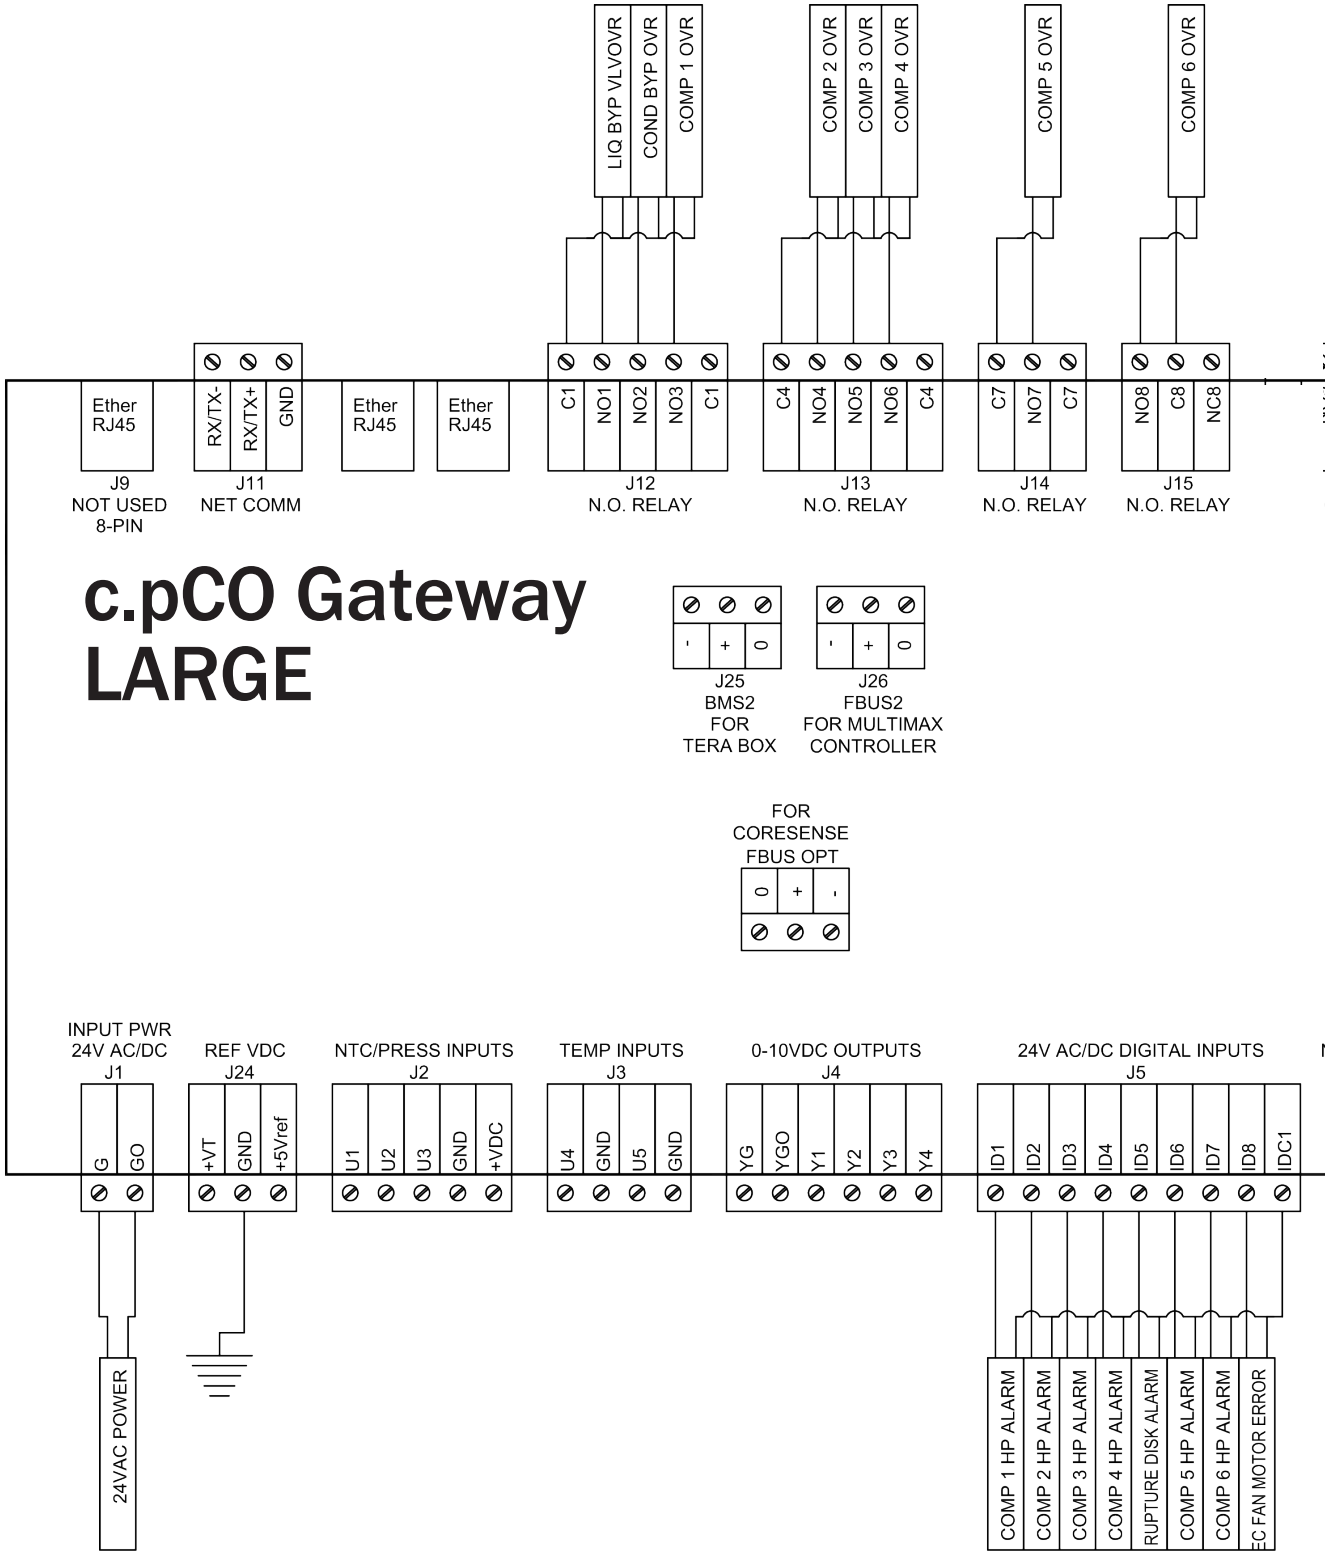 LIQ BYP VLVOVR
COND BYP OVR
COMP 1 OVR
COMP 2 OVR
COMP 3 OVR
COMP 4 OVR
COMP 5 OVR
COMP 6 OVR
Ether
RJ45
J9
NOT USED
8-PIN
RX/TX-
RX/TX+
GND
J11
NET COMM
Ether
RJ45
Ether
RJ45
C1
NO1
NO2
NO3
C1
J12
N.O. RELAY
C4
NO4
NO5
NO6
C4
J13
N.O. RELAY
C7
NO7
C7
J14
N.O. RELAY
NO8
C8
NC8
J15
N.O. RELAY
c.pCO Gateway
LARGE
- + 0
J25
BMS2
FOR
TERA BOX
- + 0
J26
FBUS2
FOR MULTIMAX
CONTROLLER
FOR
CORESENSE
FBUS OPT
0 + -
INPUT PWR
24V AC/DC
J1
G
GO
REF VDC
J24
+VT
GND
+5Vref
NTC/PRESS INPUTS
J2
U1
U2
U3
GND
+VDC
TEMP INPUTS
J3
U4
GND
U5
GND
0-10VDC OUTPUTS
J4
YG
YGO
Y1
Y2
Y3
Y4
24V AC/DC DIGITAL INPUTS
J5
ID1
ID2
ID3
ID4
ID5
ID6
ID7
ID8
IDC1
24VAC POWER
COMP 1 HP ALARM
COMP 2 HP ALARM
COMP 3 HP ALARM
COMP 4 HP ALARM
RUPTURE DISK ALARM
COMP 5 HP ALARM
COMP 6 HP ALARM
EC FAN MOTOR ERROR